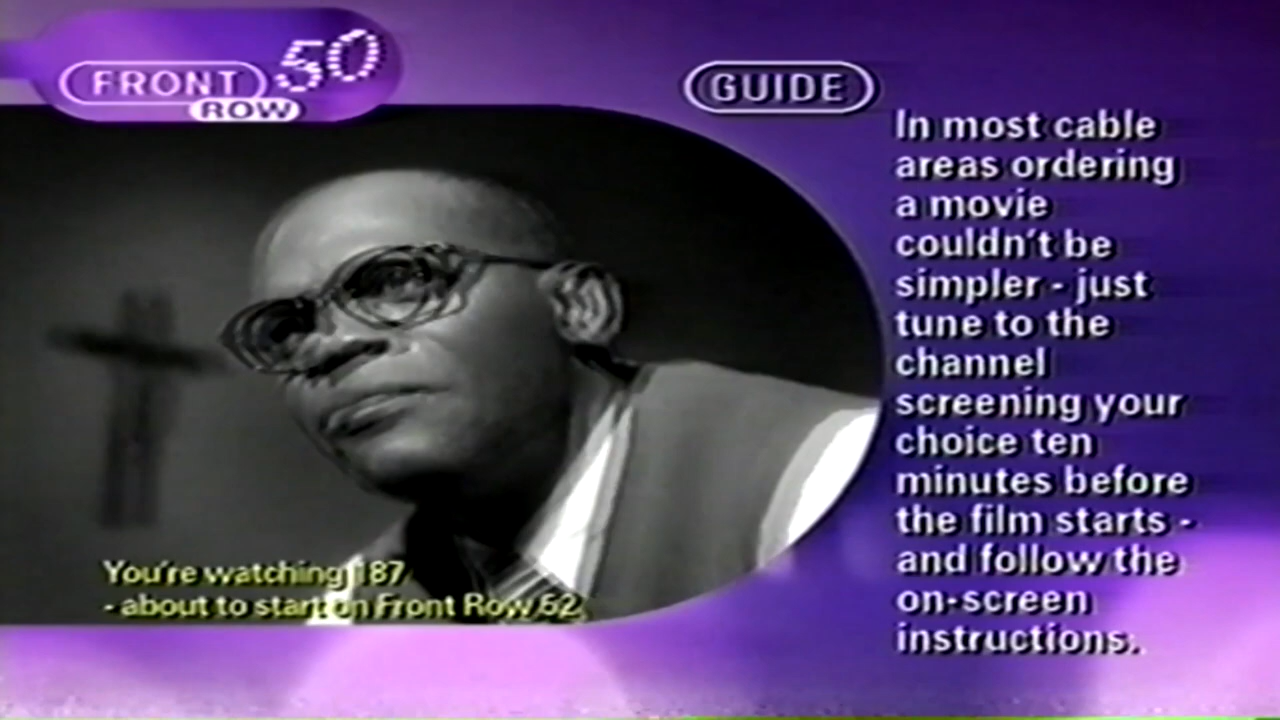 FRONT
ROW
50
GUIDE
In most cable
areas ordering
a movie
couldn't be
simpler - just
tune to the
channel
screening your
choice ten
minutes before
the film starts -
and follow the
on-screen
instructions.
You're watching 187
- about to start on Front Row 62